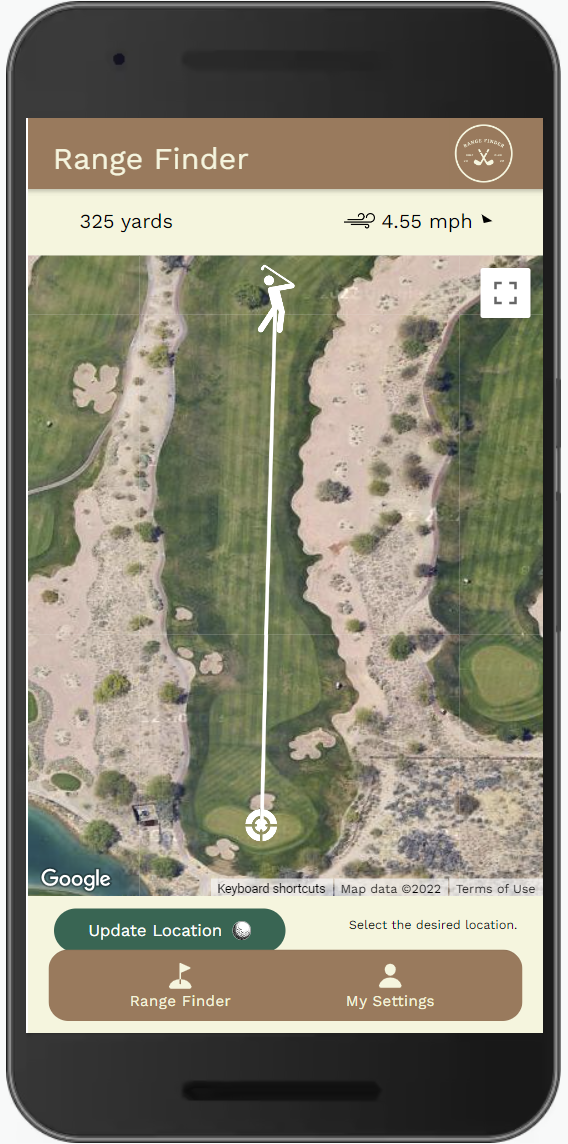 Range Finder
RANGE FINDER
325 yards
4.55 mph
Google
Keyboard shortcuts
Map data ©2022
Terms of Use
Update Location
Select the desired location.
Range Finder
My Settings